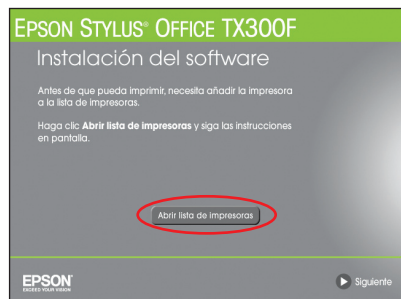 EPSON STYLUS® OFFICE TX300F
Instalación del software
Antes de que pueda imprimir, necesita añadir la impresora
a la lista de impresoras.
Haga clic Abrir lista de impresoras y siga las instrucciones
en pantalla.
Abrir lista de impresoras
EPSON®
EXCEED YOUR VISION
Siguiente